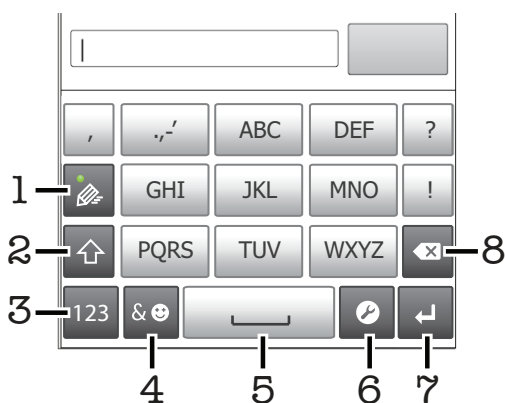 , .,-′ ABC DEF ?
1 GHI JKL MNO !
2 PQRS TUV WXYZ 8
3 123 &
4 5 6 7